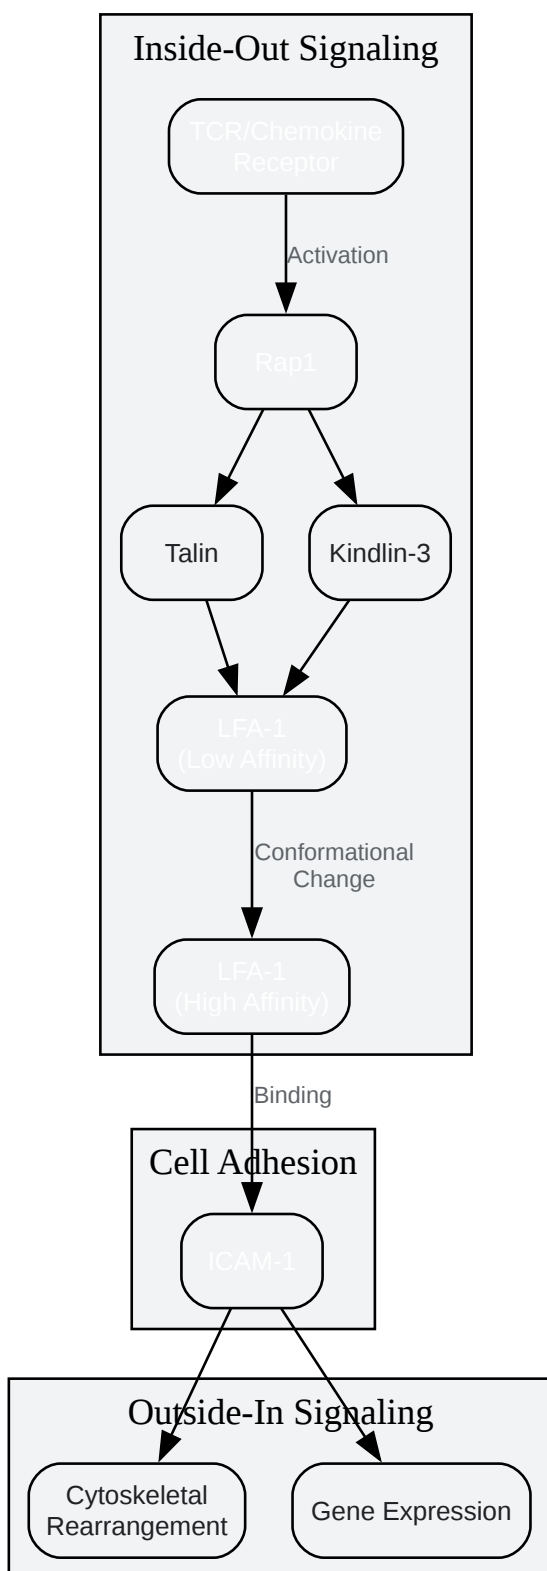 Inside-Out Signaling
TCR/Chemokine
Receptor
Activation
Rap1
Talin
Kindlin-3
LFA-1
(Low Affinity)
Conformational
Change
LFA-1
(High Affinity)
Binding
Cell Adhesion
ICAM-1
Outside-In Signaling
Cytoskeletal
Rearrangement
Gene Expression